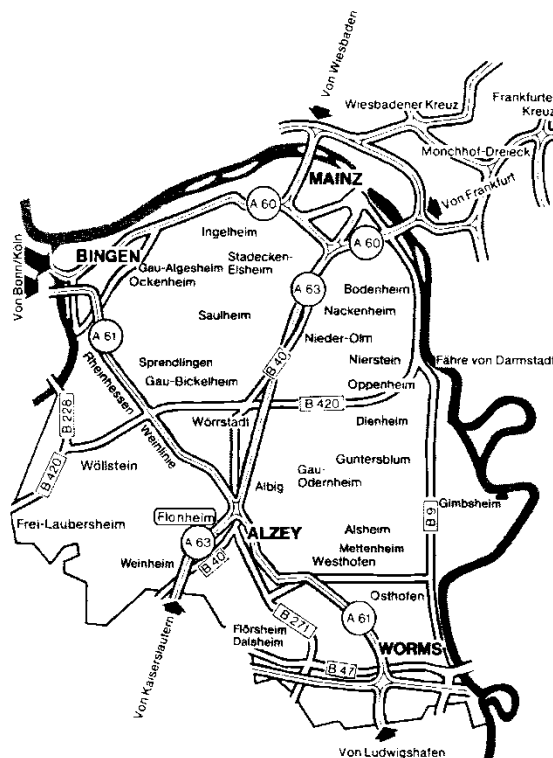 Von Wiesbaden
Wiesbadener Kreuz
Frankfurter
Kreuz
Mönchhof-Dreieck
MAINZ
Von Frankfurt
A 60
Ingelheim
A 60
BINGEN
Stadecken-
Elsheim
Von Bonn/Köln
Gau-Algesheim
Ockenheim
A 63
Bodenheim
Nackenheim
Saulheim
A 61
Nieder-Olm
Nierstein
Fähre von Darmstadt
Sprendlingen
Gau-Bickelheim
B 40
Rheinhessen
Weinlinie
Oppenheim
B 228
B 420
Wörrstadt
Dienheim
B 420
Wöllstein
Guntersblum
Albig
Gau-
Odernheim
Gimbsheim
B 9
Frei-Laubersheim
Flonheim
ALZEY
Alsheim
A 63
Mettenheim
Weinheim
B 40
Westhofen
Osthofen
A 61
B 271
Flörsheim
Dalsheim
WORMS
B 47
Von Kaiserslautern
Von Ludwigshafen